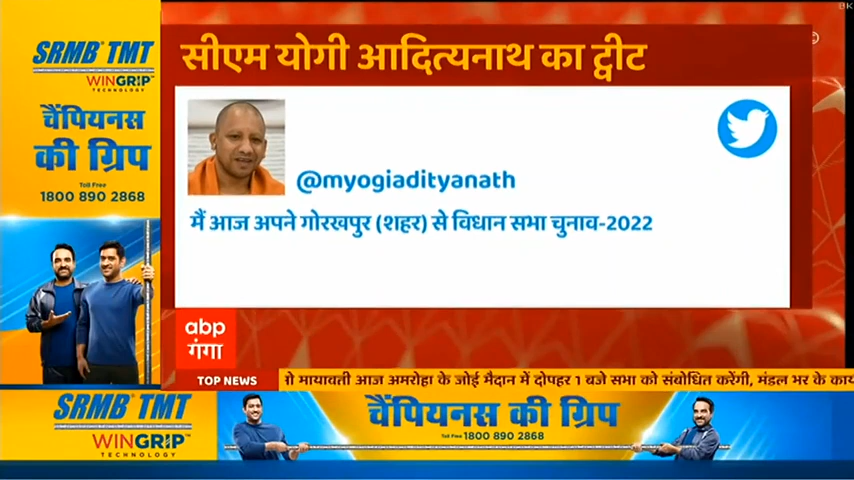 SRMB TMT
WINGRIP™
TECHNOLOGY
चैंपियनस
की ग्रिप
Toll Free
1800 890 2868
सीएम योगी आदित्यनाथ का ट्वीट
@myogiadityanath
मैं आज अपने गोरखपुर (शहर) से विधान सभा चुनाव-2022
abp
गंगा
TOP NEWS
मायावती आज अमरोहा के जोई मैदान में दोपहर 1 बजे सभा को संबोधित करेंगी, मंडल भर के
SRMB TMT
WINGRIP™
TECHNOLOGY
चैंपियनस की ग्रिप
Toll Free 1800 890 2868